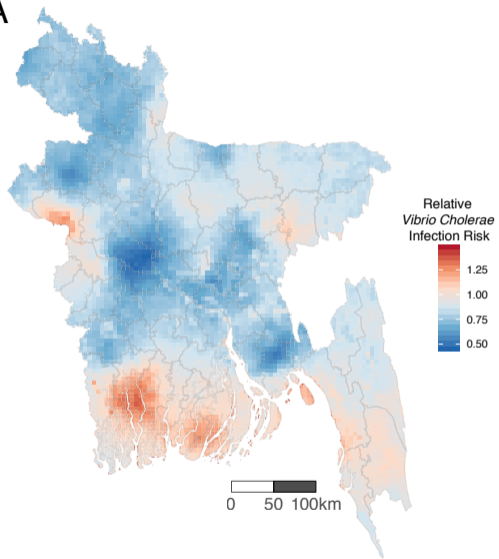 A
Relative
Vibrio Cholerae
Infection Risk
1.25
1.00
0.75
0.50
0 50 100km